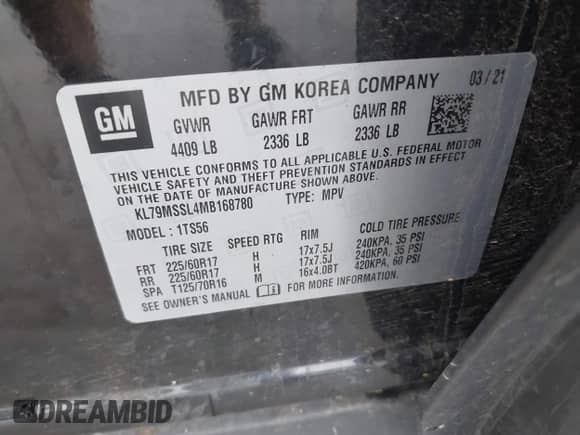 GM
MFD BY GM KOREA COMPANY 03/21
GVWR GAWR FRT GAWR RR
4409 LB 2336 LB 2336 LB
THIS VEHICLE CONFORMS TO ALL APPLICABLE U.S. FEDERAL MOTOR
VEHICLE SAFETY AND THEFT PREVENTION STANDARDS IN EFFECT
ON THE DATE OF MANUFACTURE SHOWN ABOVE.
KL79MSSL4MB168780 TYPE: MPV
MODEL: 1TS56
TIRE SIZE SPEED RTG RIM COLD TIRE PRESSURE
FRT 225/60R17 H 17x7.5J 240KPA, 35 PSI
RR 225/60R17 H 17x7.5J 240KPA, 35 PSI
SPA T125/70R16 M 16x4.0BT 420KPA, 60 PSI
SEE OWNER'S MANUAL i FOR MORE INFORMATION.
DREAMBID